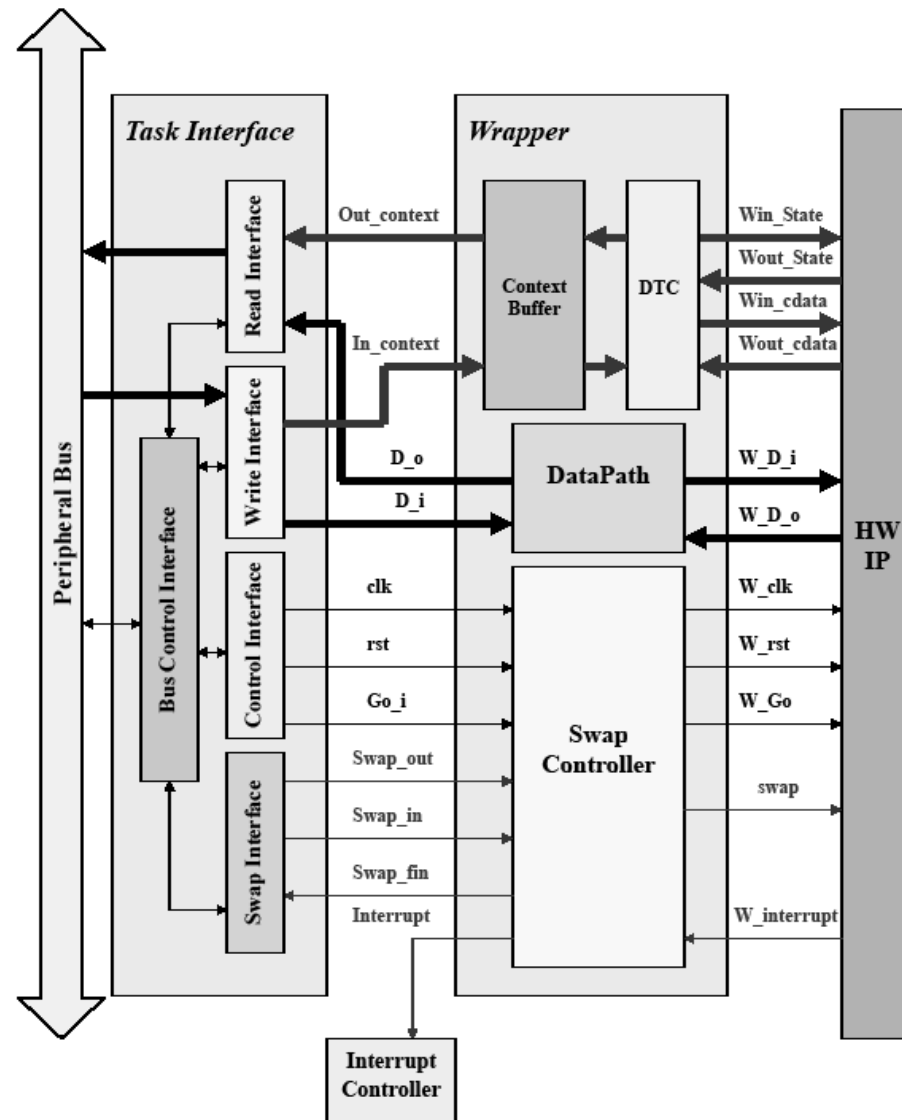 Task Interface
Wrapper
Peripheral Bus
Read Interface
Out_context
Context
Buffer
DTC
Win_State
Wout_State
Win_cdata
Wout_cdata
In_context
Write Interface
D_o
D_i
DataPath
W_D_i
W_D_o
HW
IP
Bus Control Interface
Control Interface
clk
rst
Go_i
Swap
Controller
W_clk
W_rst
W_Go
Swap Interface
Swap_out
Swap_in
Swap_fin
Interrupt
swap
W_interrupt
Interrupt
Controller